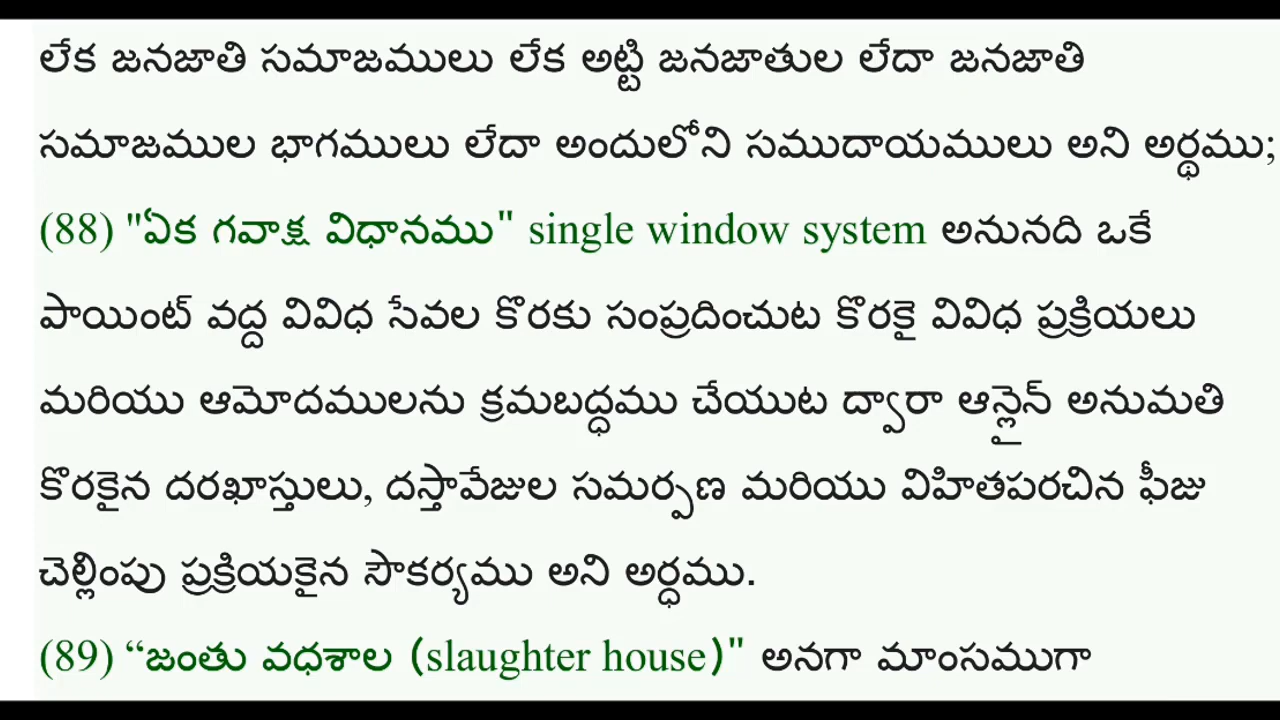 లేక జనజాతి సమాజములు లేక అట్టి జనజాతుల లేదా జనజాతి
సమాజముల భాగములు లేదా అందులోని సముదాయములు అని అర్థము;
(88) "ఏక గవాక్ష విధానము" single window system అనునది ఒకే
పాయింట్ వద్ద వివిధ సేవల కొరకు సంప్రదించుట కొరకై వివిధ ప్రక్రియలు
మరియు ఆమోదములను క్రమబద్ధము చేయుట ద్వారా ఆన్లైన్ అనుమతి
కొరకైన దరఖాస్తులు, దస్తావేజుల సమర్పణ మరియు విహితపరచిన ఫీజు
చెల్లింపు ప్రక్రియకైన సౌకర్యము అని అర్ధము.
(89) “జంతు వధశాల (slaughter house)" అనగా మాంసముగా